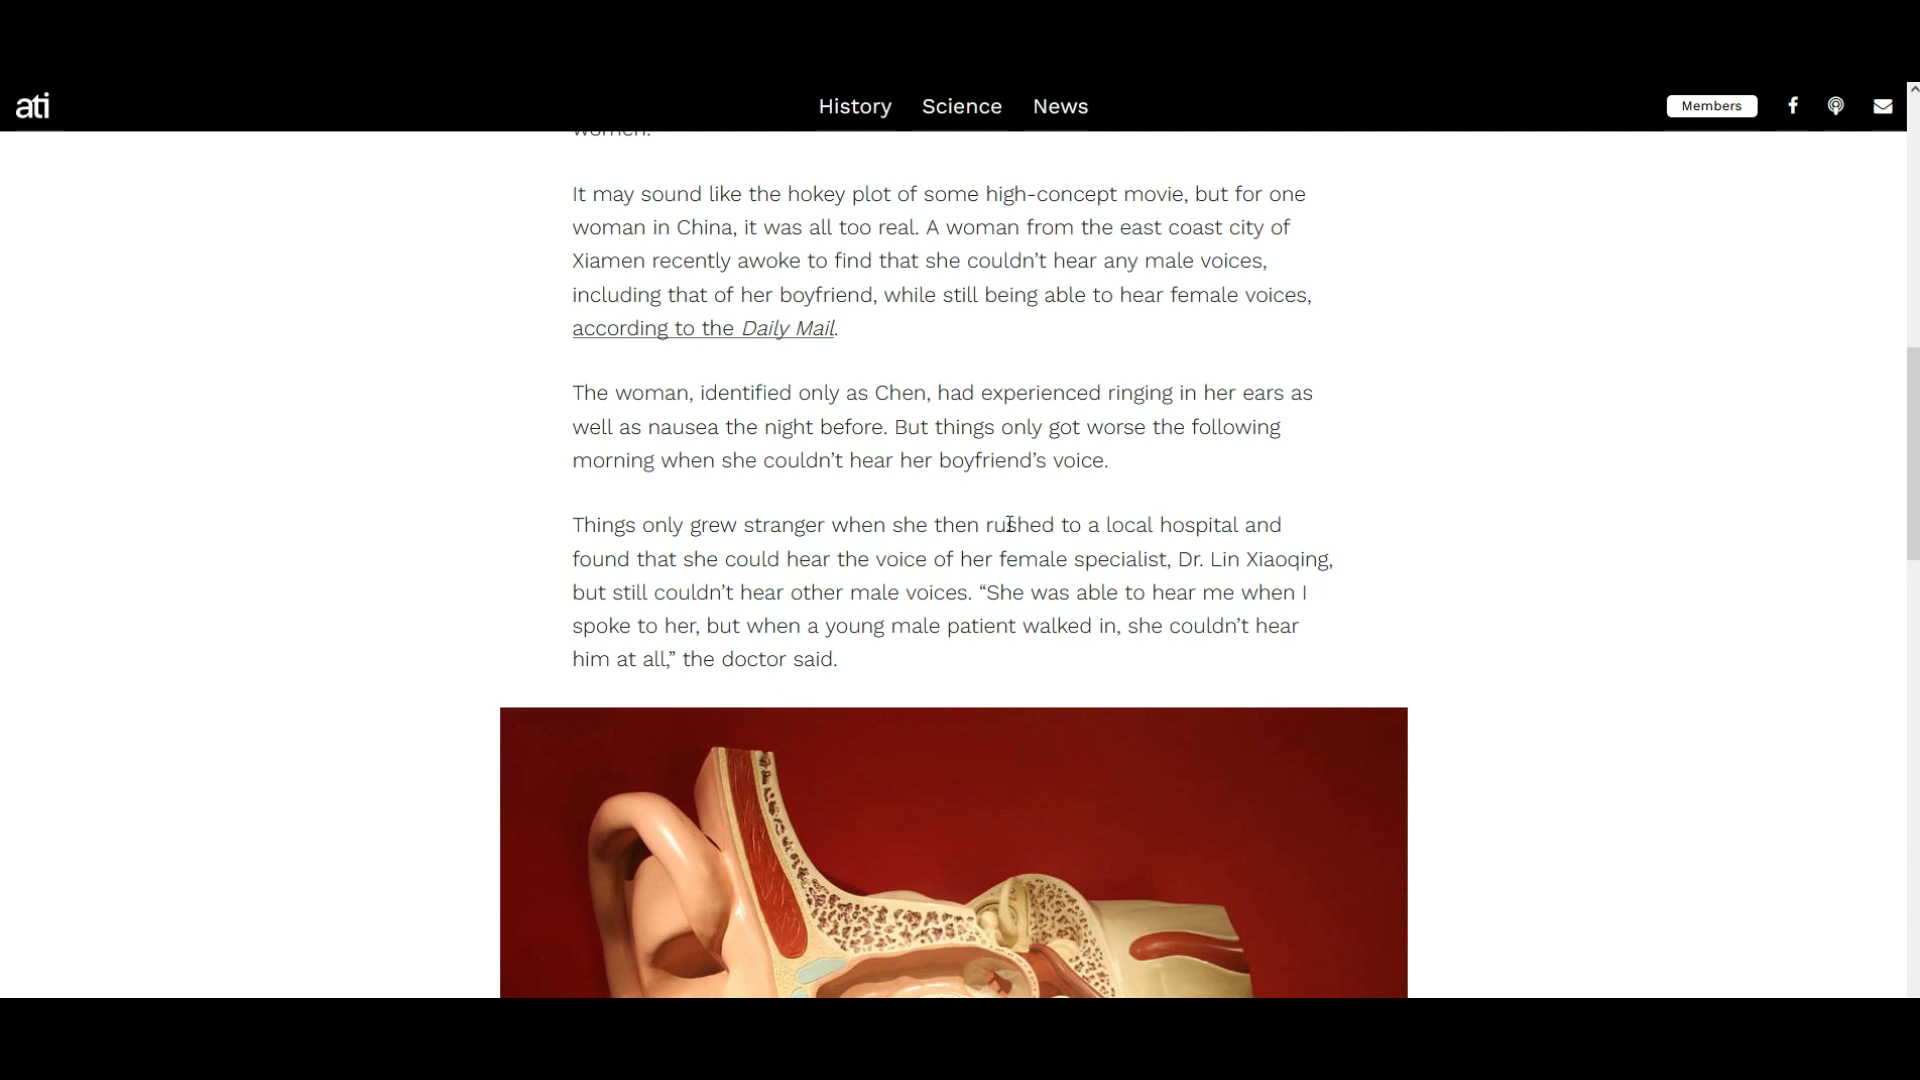 ati
History Science News
Members
women.
It may sound like the hokey plot of some high-concept movie, but for one
woman in China, it was all too real. A woman from the east coast city of
Xiamen recently awoke to find that she couldn’t hear any male voices,
including that of her boyfriend, while still being able to hear female voices,
according to the Daily Mail.
The woman, identified only as Chen, had experienced ringing in her ears as
well as nausea the night before. But things only got worse the following
morning when she couldn’t hear her boyfriend’s voice.
Things only grew stranger when she then rushed to a local hospital and
found that she could hear the voice of her female specialist, Dr. Lin Xiaoqing,
but still couldn’t hear other male voices. “She was able to hear me when I
spoke to her, but when a young male patient walked in, she couldn’t hear
him at all,” the doctor said.